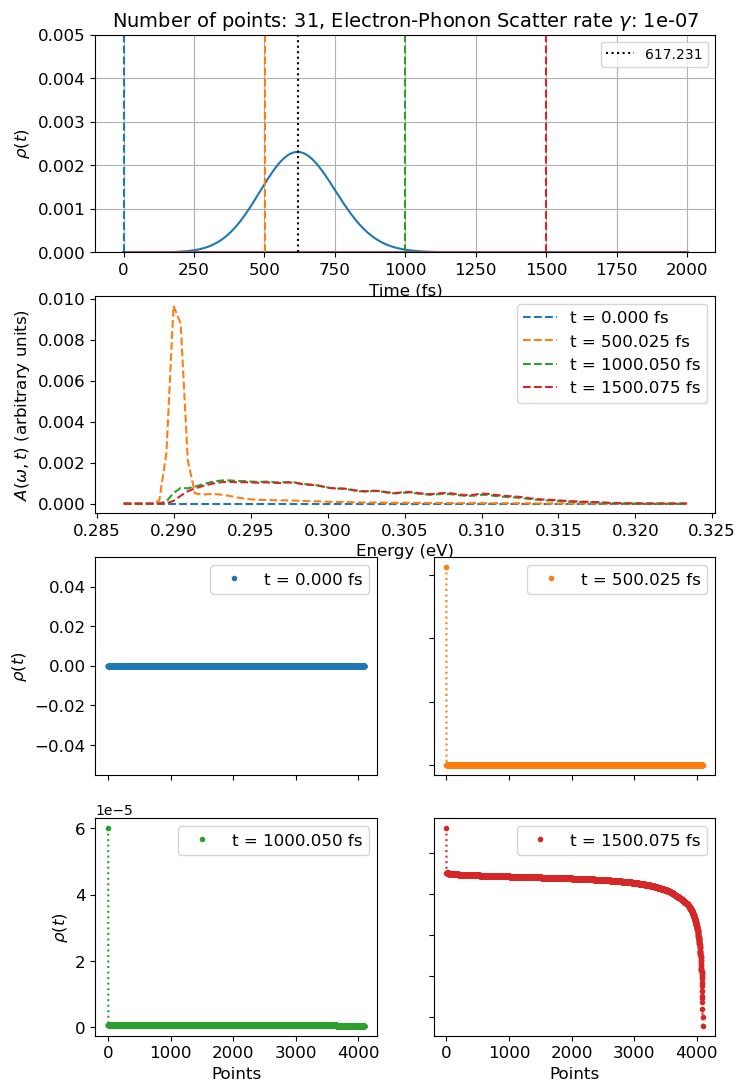 Number of points: 31, Electron-Phonon Scatter rate γ: 1e-07
0.005
0.004
0.003
0.002
0.001
0.000
ρ(t)
617.231
0 250 500 750 1000 1250 1500 1750 2000
Time (fs)
0.010
0.008
0.006
0.004
0.002
0.000
A(ω, t) (arbitrary units)
t = 0.000 fs
t = 500.025 fs
t = 1000.050 fs
t = 1500.075 fs
0.285 0.290 0.295 0.300 0.305 0.310 0.315 0.320 0.325
Energy (eV)
0.04
0.02
0.00
−0.02
−0.04
ρ(t)
t = 0.000 fs
t = 500.025 fs
1e−5
6
4
2
0
ρ(t)
t = 1000.050 fs
0 1000 2000 3000 4000
Points
t = 1500.075 fs
0 1000 2000 3000 4000
Points